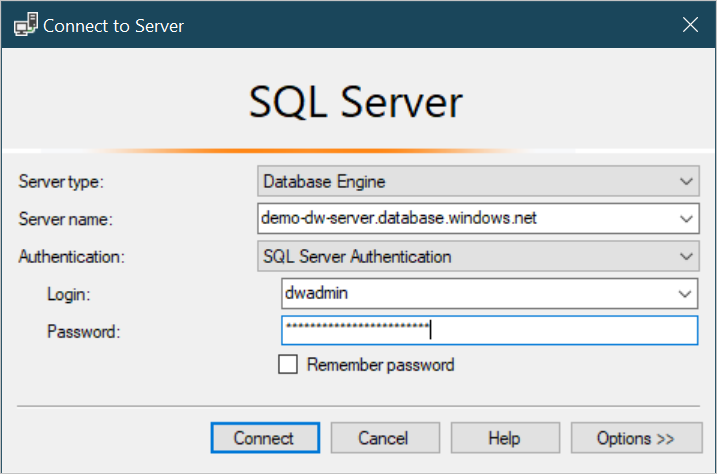 Connect to Server
SQL Server
Server type: Database Engine
Server name: demo-dw-server.database.windows.net
Authentication: SQL Server Authentication
Login: dwadmin
Password: ************************
Remember password
Connect Cancel Help Options >>